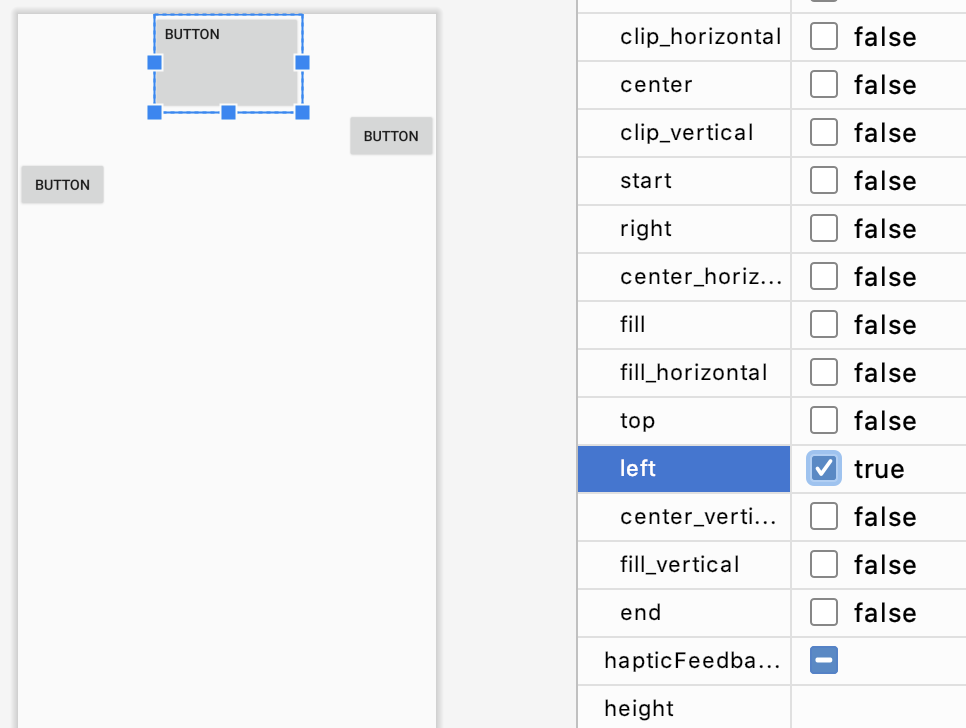 BUTTON
BUTTON
BUTTON
clip_horizontal false
center false
clip_vertical false
start false
right false
center_horiz... false
fill false
fill_horizontal false
top false
left true
center_verti... false
fill_vertical false
end false
hapticFeedba...
height